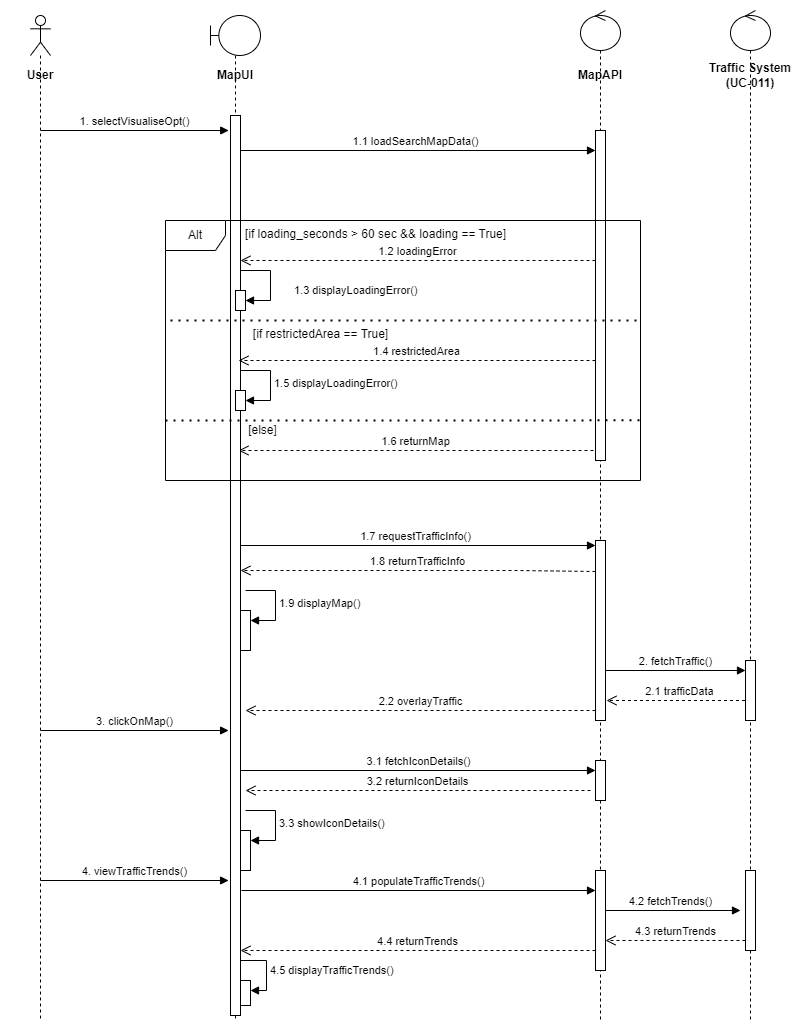 User
MapUI
MapAPI
Traffic System
(UC-011)
1. selectVisualiseOpt()
1.1 loadSearchMapData()
Alt
[if loading_seconds > 60 sec && loading == True]
1.2 loadingError
1.3 displayLoadingError()
[if restrictedArea == True]
1.4 restrictedArea
1.5 displayLoadingError()
[else]
1.6 returnMap
1.7 requestTrafficInfo()
1.8 returnTrafficInfo
1.9 displayMap()
2. fetchTraffic()
2.1 trafficData
2.2 overlayTraffic
3. clickOnMap()
3.1 fetchIconDetails()
3.2 returnIconDetails
3.3 showIconDetails()
4. viewTrafficTrends()
4.1 populateTrafficTrends()
4.2 fetchTrends()
4.3 returnTrends
4.4 returnTrends
4.5 displayTrafficTrends()